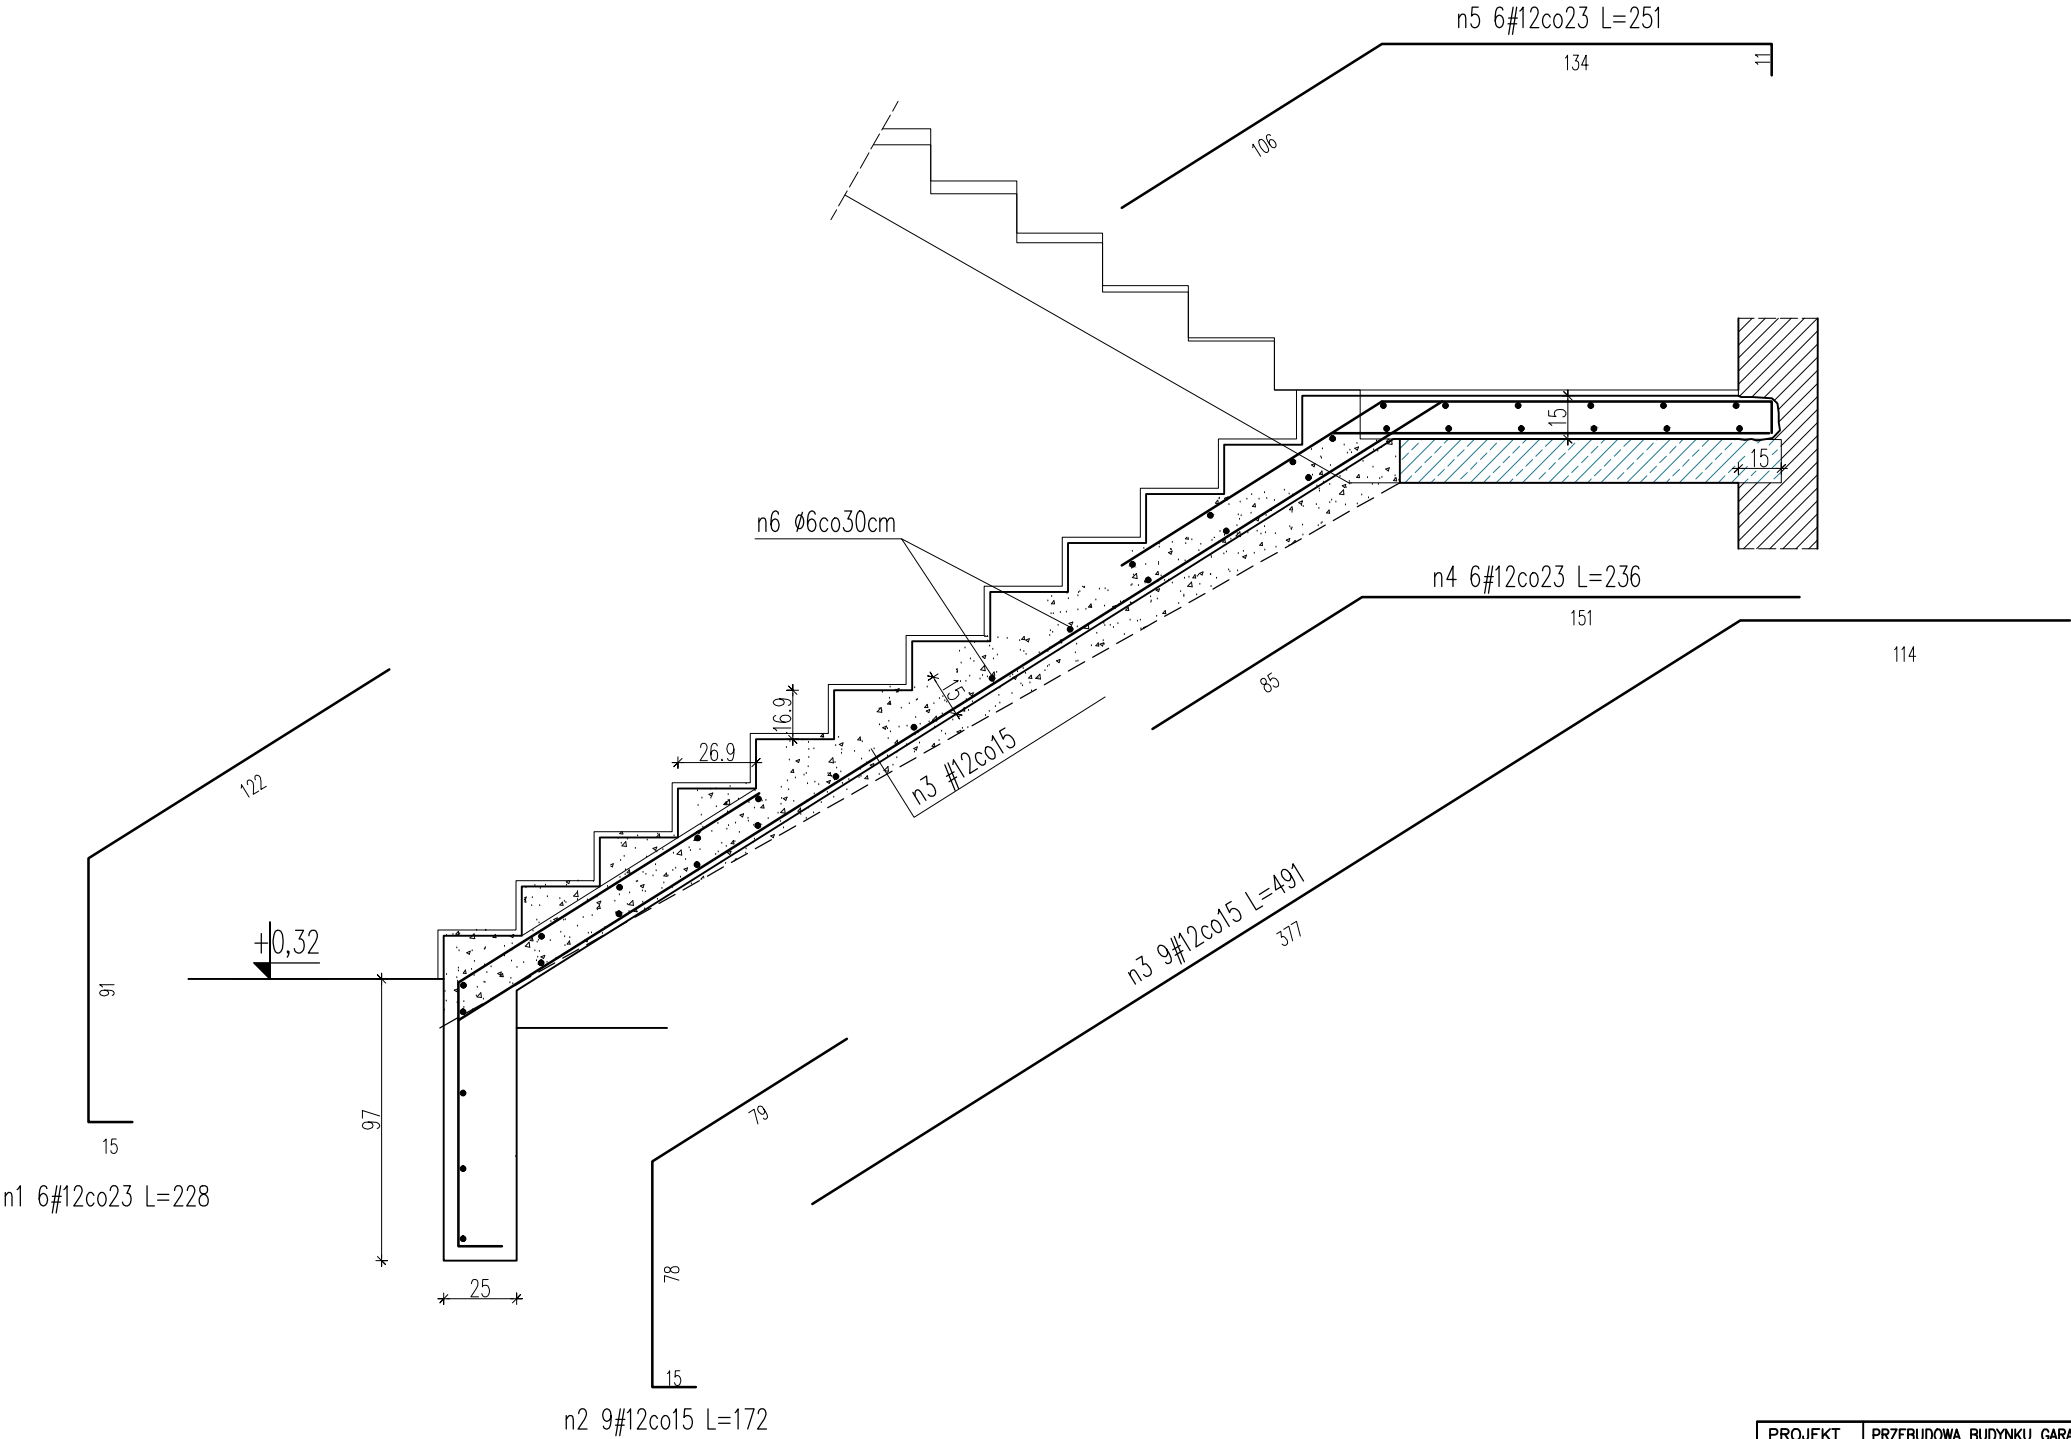 n5 6#12co23 L=251
134
11
106
15
15
n6 Ø6co30cm
n4 6#12co23 L=236
151
85
114
15
16.9
26.9
n3 #12co15
122
n3 9#12co15 L=491
377
+0,32
91
79
97
15
n1 6#12co23 L=228
78
25
15
n2 9#12co15 L=172
PROJEKT PRZEBUDOWA BUDYNKU GARA